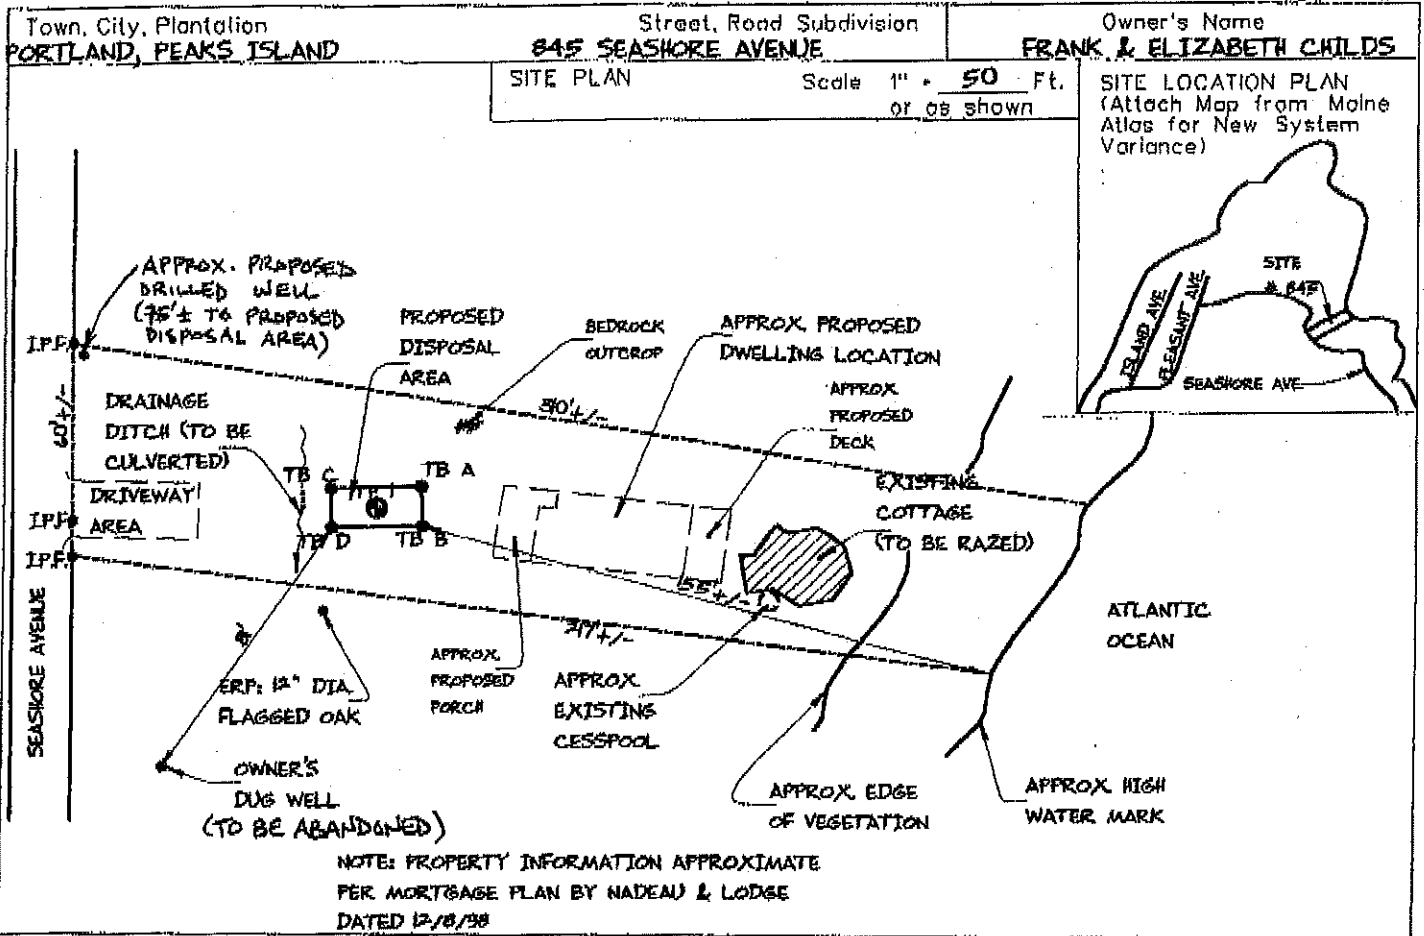 Town, City, Plantation
PORTLAND, PEAKS ISLAND
Street, Road Subdivision
845 SEASHORE AVENUE
Owner's Name
FRANK & ELIZABETH CHILDS
SITE PLAN
Scale 1" = 50 Ft.
or as shown
SITE LOCATION PLAN
(Attach Map from Maine
Atlas for New System
Variance)
SITE
# 845
ISLAND AVE
PLEASANT AVE
SEASHORE AVE
APPROX. PROPOSED
DRILLED WELL
(75'± TO PROPOSED
DISPOSAL AREA)
PROPOSED
DISPOSAL
AREA
BEDROCK
OUTCROP
APPROX. PROPOSED
DWELLING LOCATION
APPROX
PROPOSED
DECK
I.P.F.
60'+/-
310'+/-
DRAINAGE
DITCH (TO BE
CULVERTED)
TB C
TB A
TP 1
DRIVEWAY
AREA
I.P.F.
TB D
TB B
I.P.F.
EXISTING
COTTAGE
(TO BE RAZED)
55'+/-
317'+/-
ATLANTIC
OCEAN
SEASHORE AVENUE
ERP: 12" DIA.
FLAGGED OAK
APPROX.
PROPOSED
PORCH
APPROX
EXISTING
CESSPOOL
OWNER'S
DUG WELL
(TO BE ABANDONED)
APPROX. EDGE
OF VEGETATION
APPROX. HIGH
WATER MARK
NOTE: PROPERTY INFORMATION APPROXIMATE
PER MORTGAGE PLAN BY NADEAU & LODGE
DATED 12/8/98